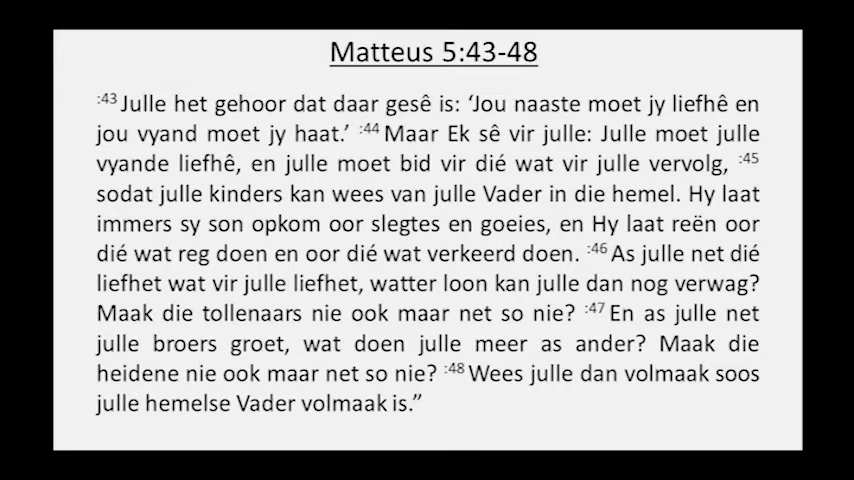 Matteus 5:43-48
:43 Julle het gehoor dat daar gesê is: ‘Jou naaste moet jy liefhê en
jou vyand moet jy haat.’ :44 Maar Ek sê vir julle: Julle moet julle
vyande liefhê, en julle moet bid vir dié wat vir julle vervolg, :45
sodat julle kinders kan wees van julle Vader in die hemel. Hy laat
immers sy son opkom oor slegtes en goeies, en Hy laat reën oor
dié wat reg doen en oor dié wat verkeerd doen. :46 As julle net dié
liefhet wat vir julle liefhet, watter loon kan julle dan nog verwag?
Maak die tollenaars nie ook maar net so nie? :47 En as julle net
julle broers groet, wat doen julle meer as ander? Maak die
heidene nie ook maar net so nie? :48 Wees julle dan volmaak soos
julle hemelse Vader volmaak is.”